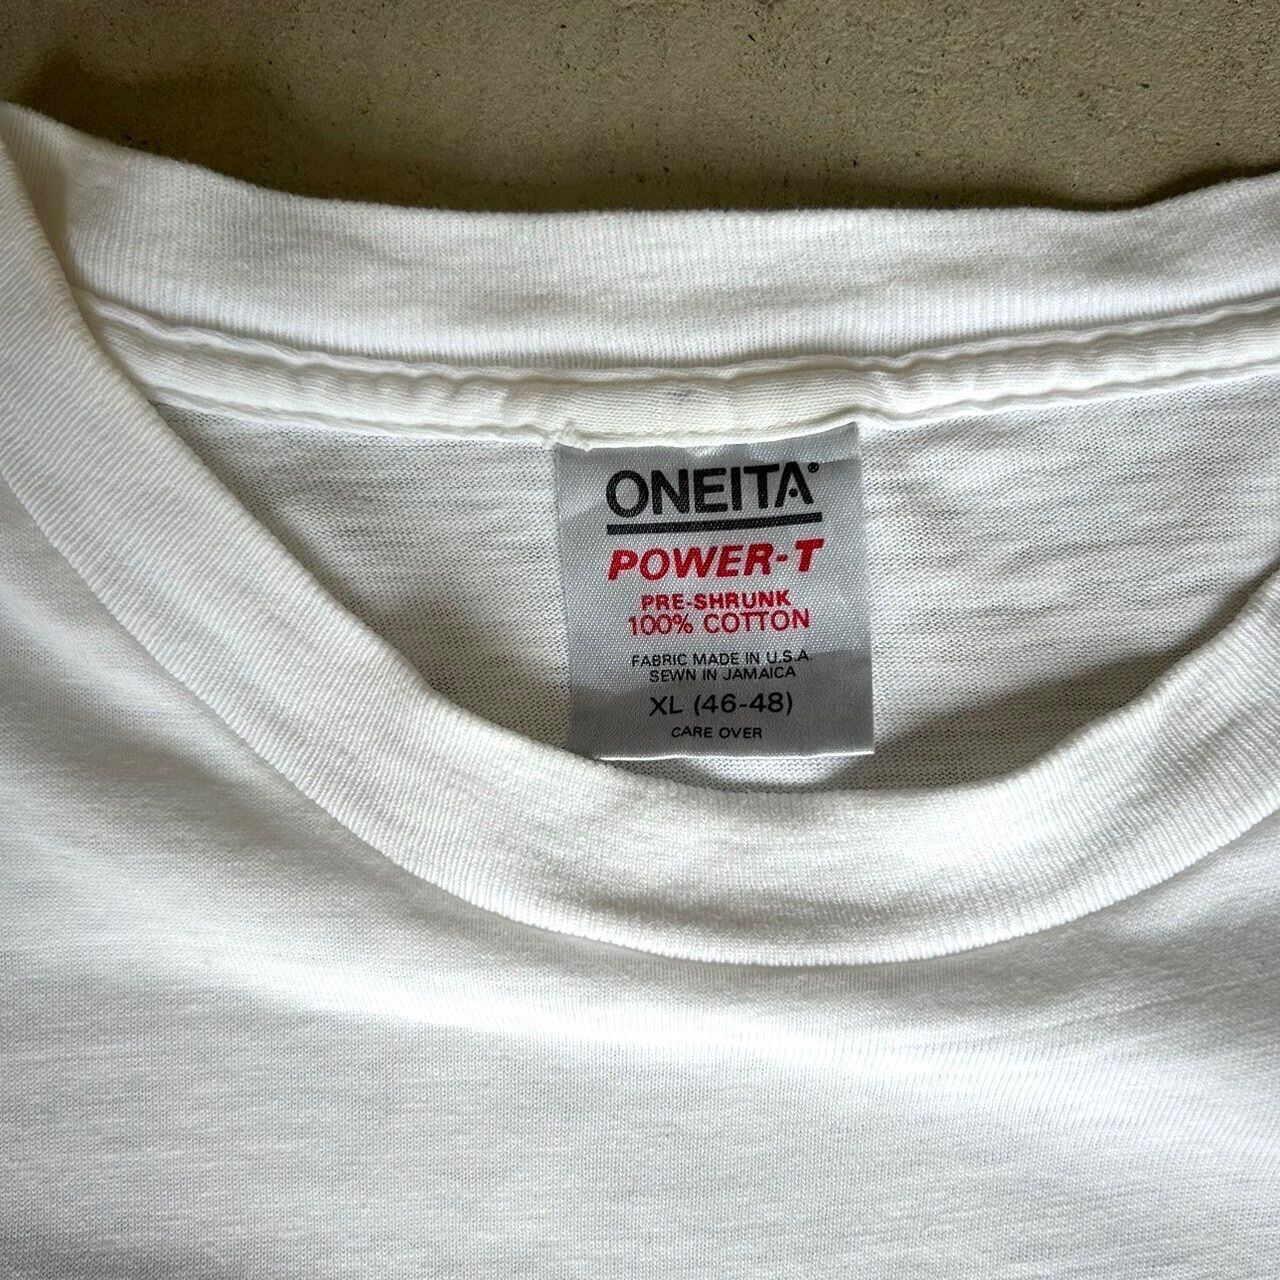 ONEITA®
POWER-T
PRE-SHRUNK
100% COTTON
FABRIC MADE IN U.S.A.
SEWN IN JAMAICA
XL (46-48)
CARE OVER